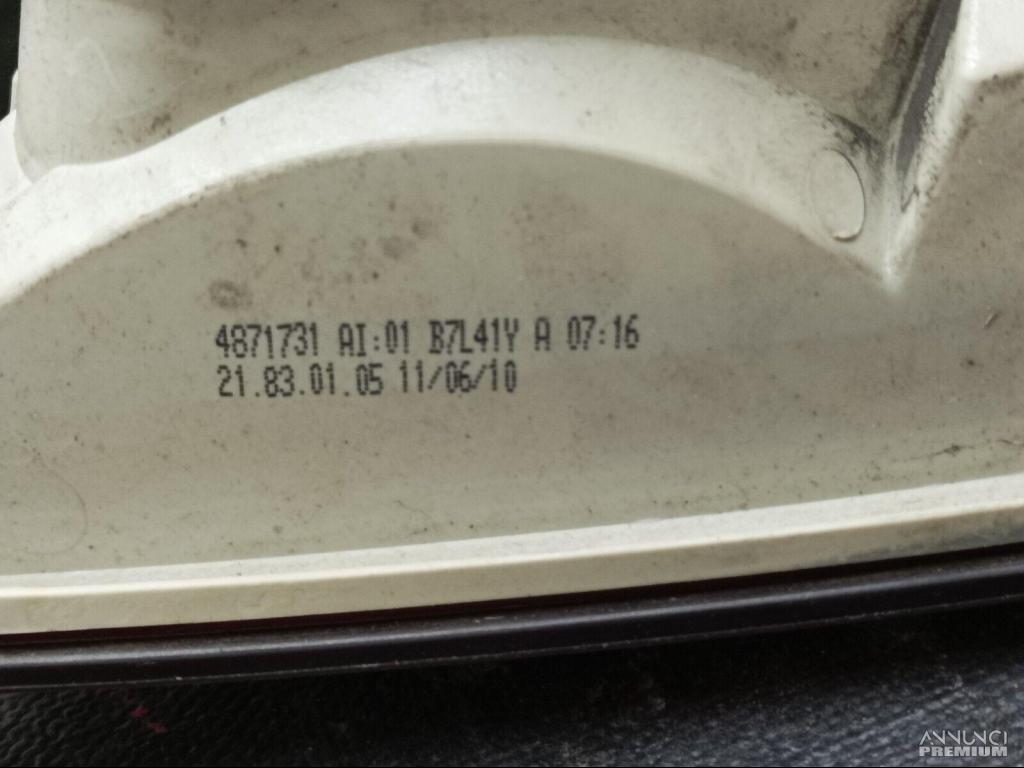 4871731 AI:01 B7L41Y A 07:16
21.83.01.05 11/06/10
ANNUNCI
PREMIUM